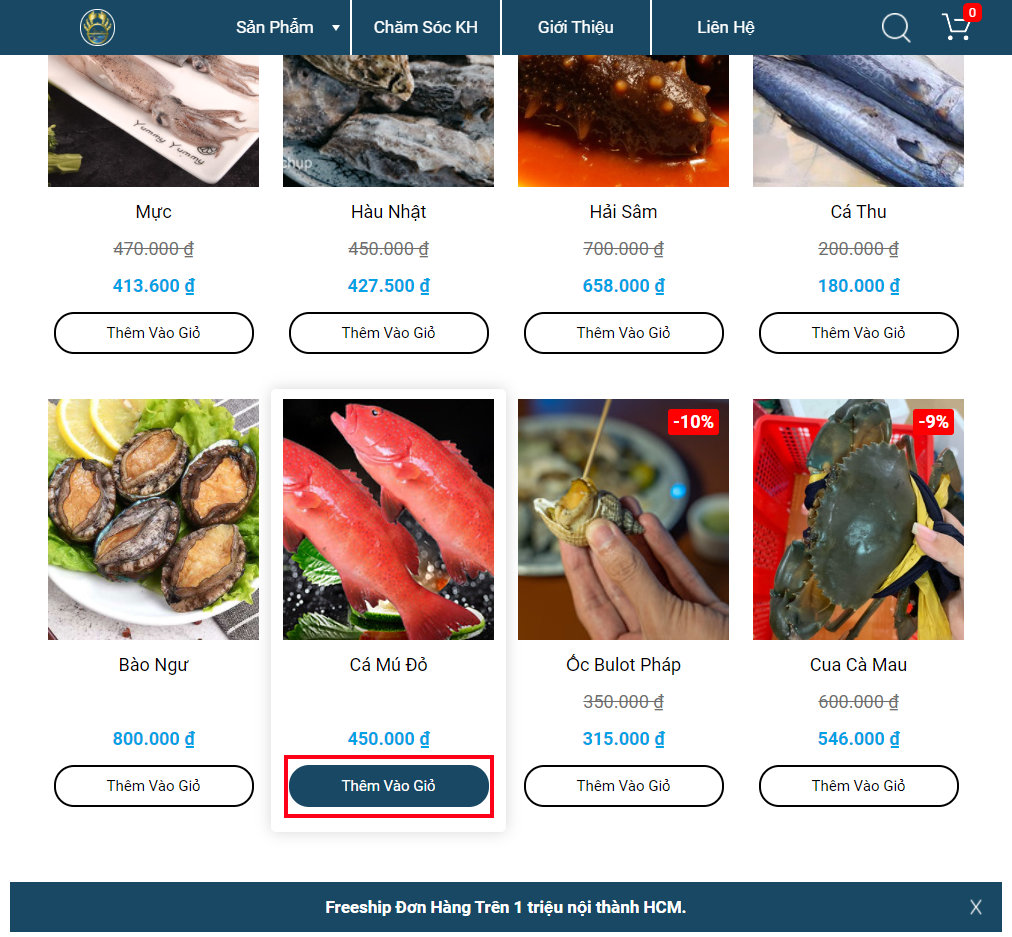 Sản Phẩm ▼ Chăm Sóc KH Giới Thiệu Liên Hệ 0
Yummy Yummy
chup
Mực Hàu Nhật Hải Sâm Cá Thu
470.000 ₫ 450.000 ₫ 700.000 ₫ 200.000 ₫
413.600 ₫ 427.500 ₫ 658.000 ₫ 180.000 ₫
Thêm Vào Giỏ Thêm Vào Giỏ Thêm Vào Giỏ Thêm Vào Giỏ
-10% -9%
Bào Ngư Cá Mú Đỏ Ốc Bulot Pháp Cua Cà Mau
350.000 ₫ 600.000 ₫
800.000 ₫ 450.000 ₫ 315.000 ₫ 546.000 ₫
Thêm Vào Giỏ Thêm Vào Giỏ Thêm Vào Giỏ Thêm Vào Giỏ
Freeship Đơn Hàng Trên 1 triệu nội thành HCM. X